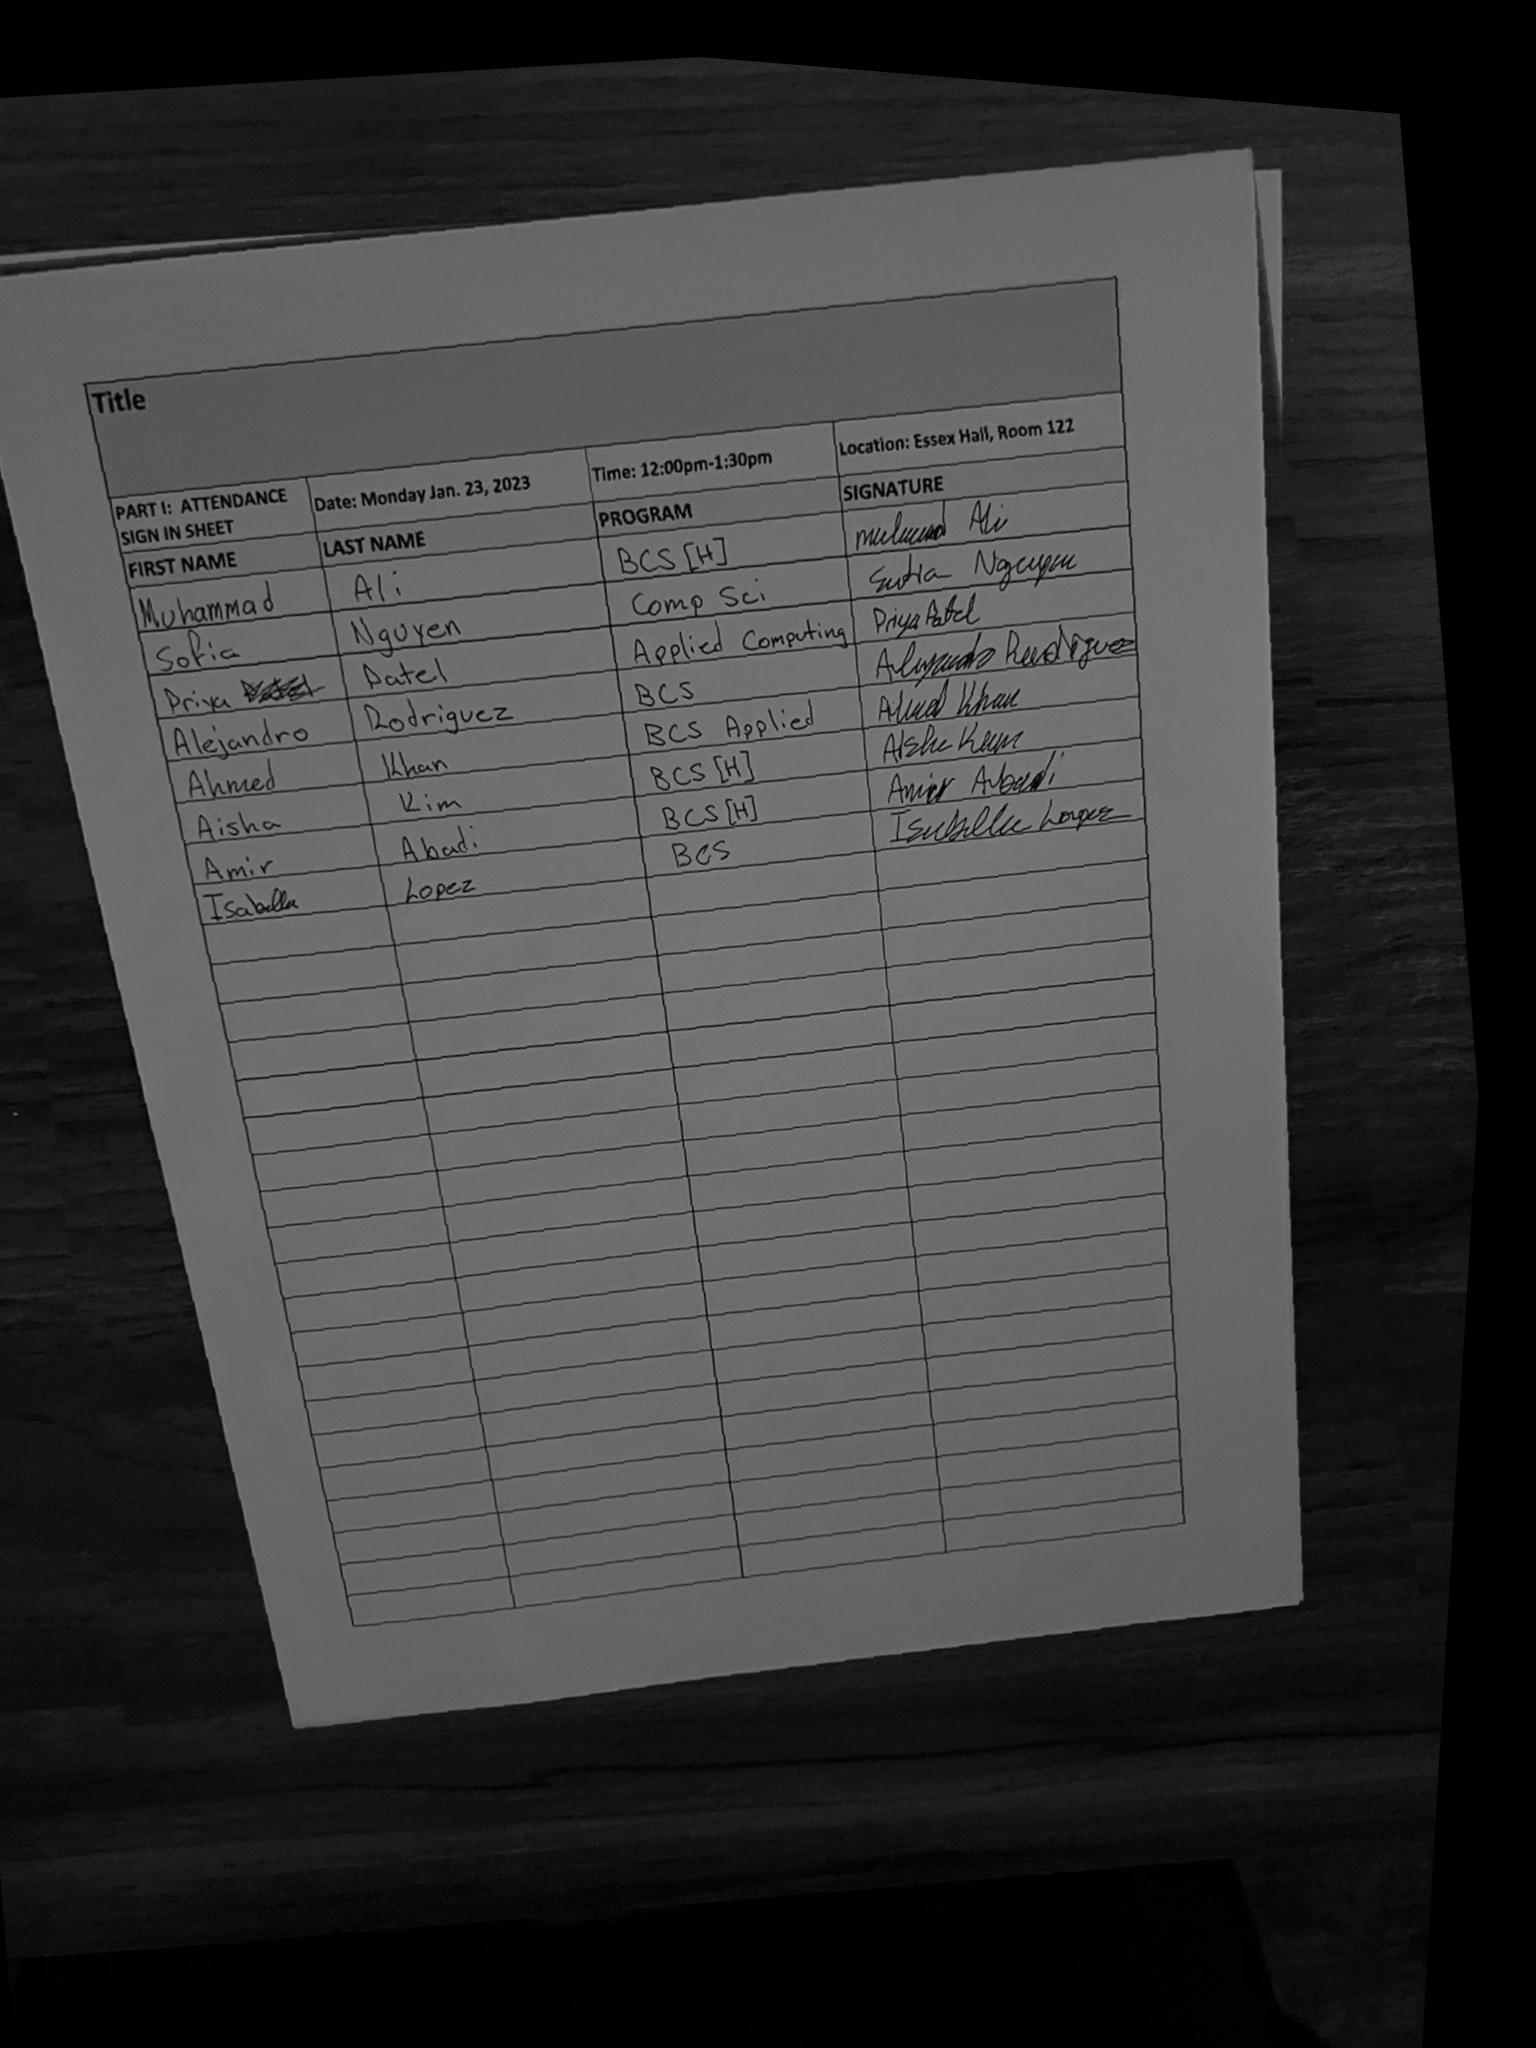 Title
PART I: ATTENDANCE SIGN IN SHEET Date: Monday Jan. 23, 2023 Time: 12:00pm-1:30pm Location: Essex Hall, Room 122
FIRST NAME LAST NAME PROGRAM SIGNATURE
Muhammad Ali BCS [H] Ali
Sofia Nguyen Comp Sci Nguyen
Priya Patel Applied Computing Priya Patel
Alejandro Rodriguez BCS Alejandro Rodriguez
Ahmed Khan BCS Applied Ahmed Khan
Aisha Kim BCS [H] Aisha Kim
Amir Abadi BCS [H] Amir Abadi
Isabella Lopez BCS Isabella Lopez